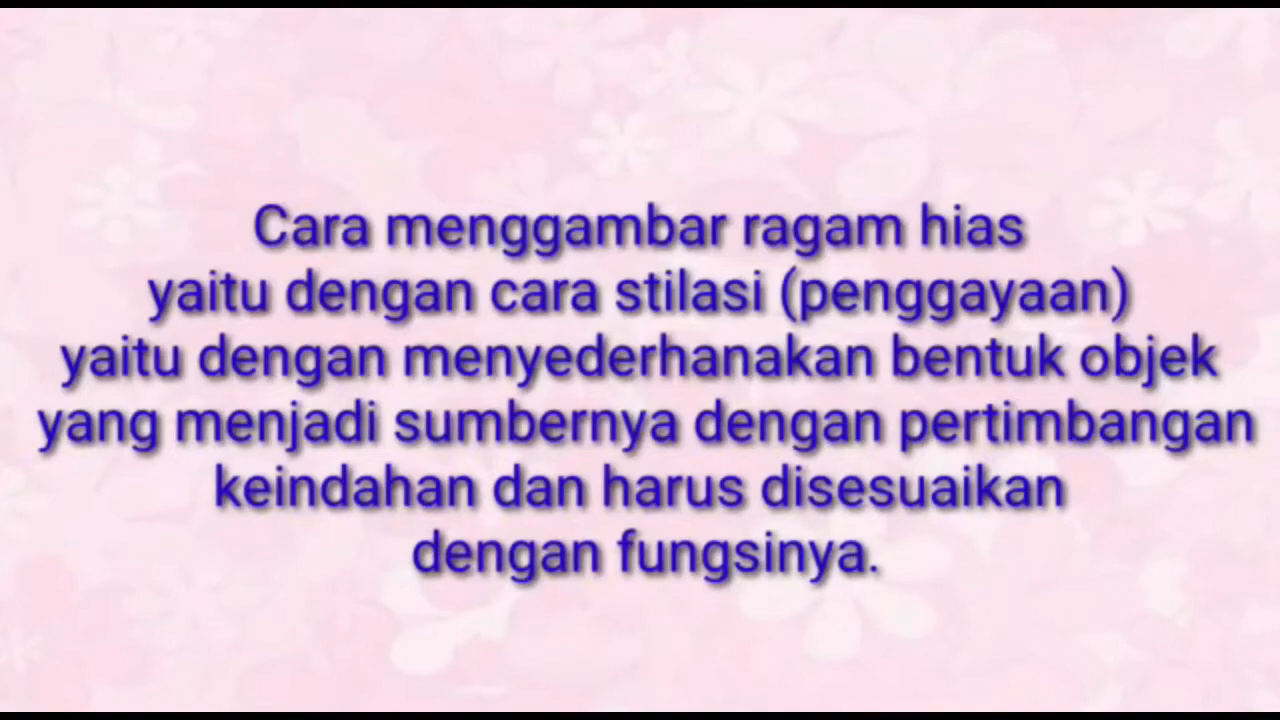 Cara menggambar ragam hias
yaitu dengan cara stilasi (penggayaan)
yaitu dengan menyederhanakan bentuk objek
yang menjadi sumbernya dengan pertimbangan
keindahan dan harus disesuaikan
dengan fungsinya.